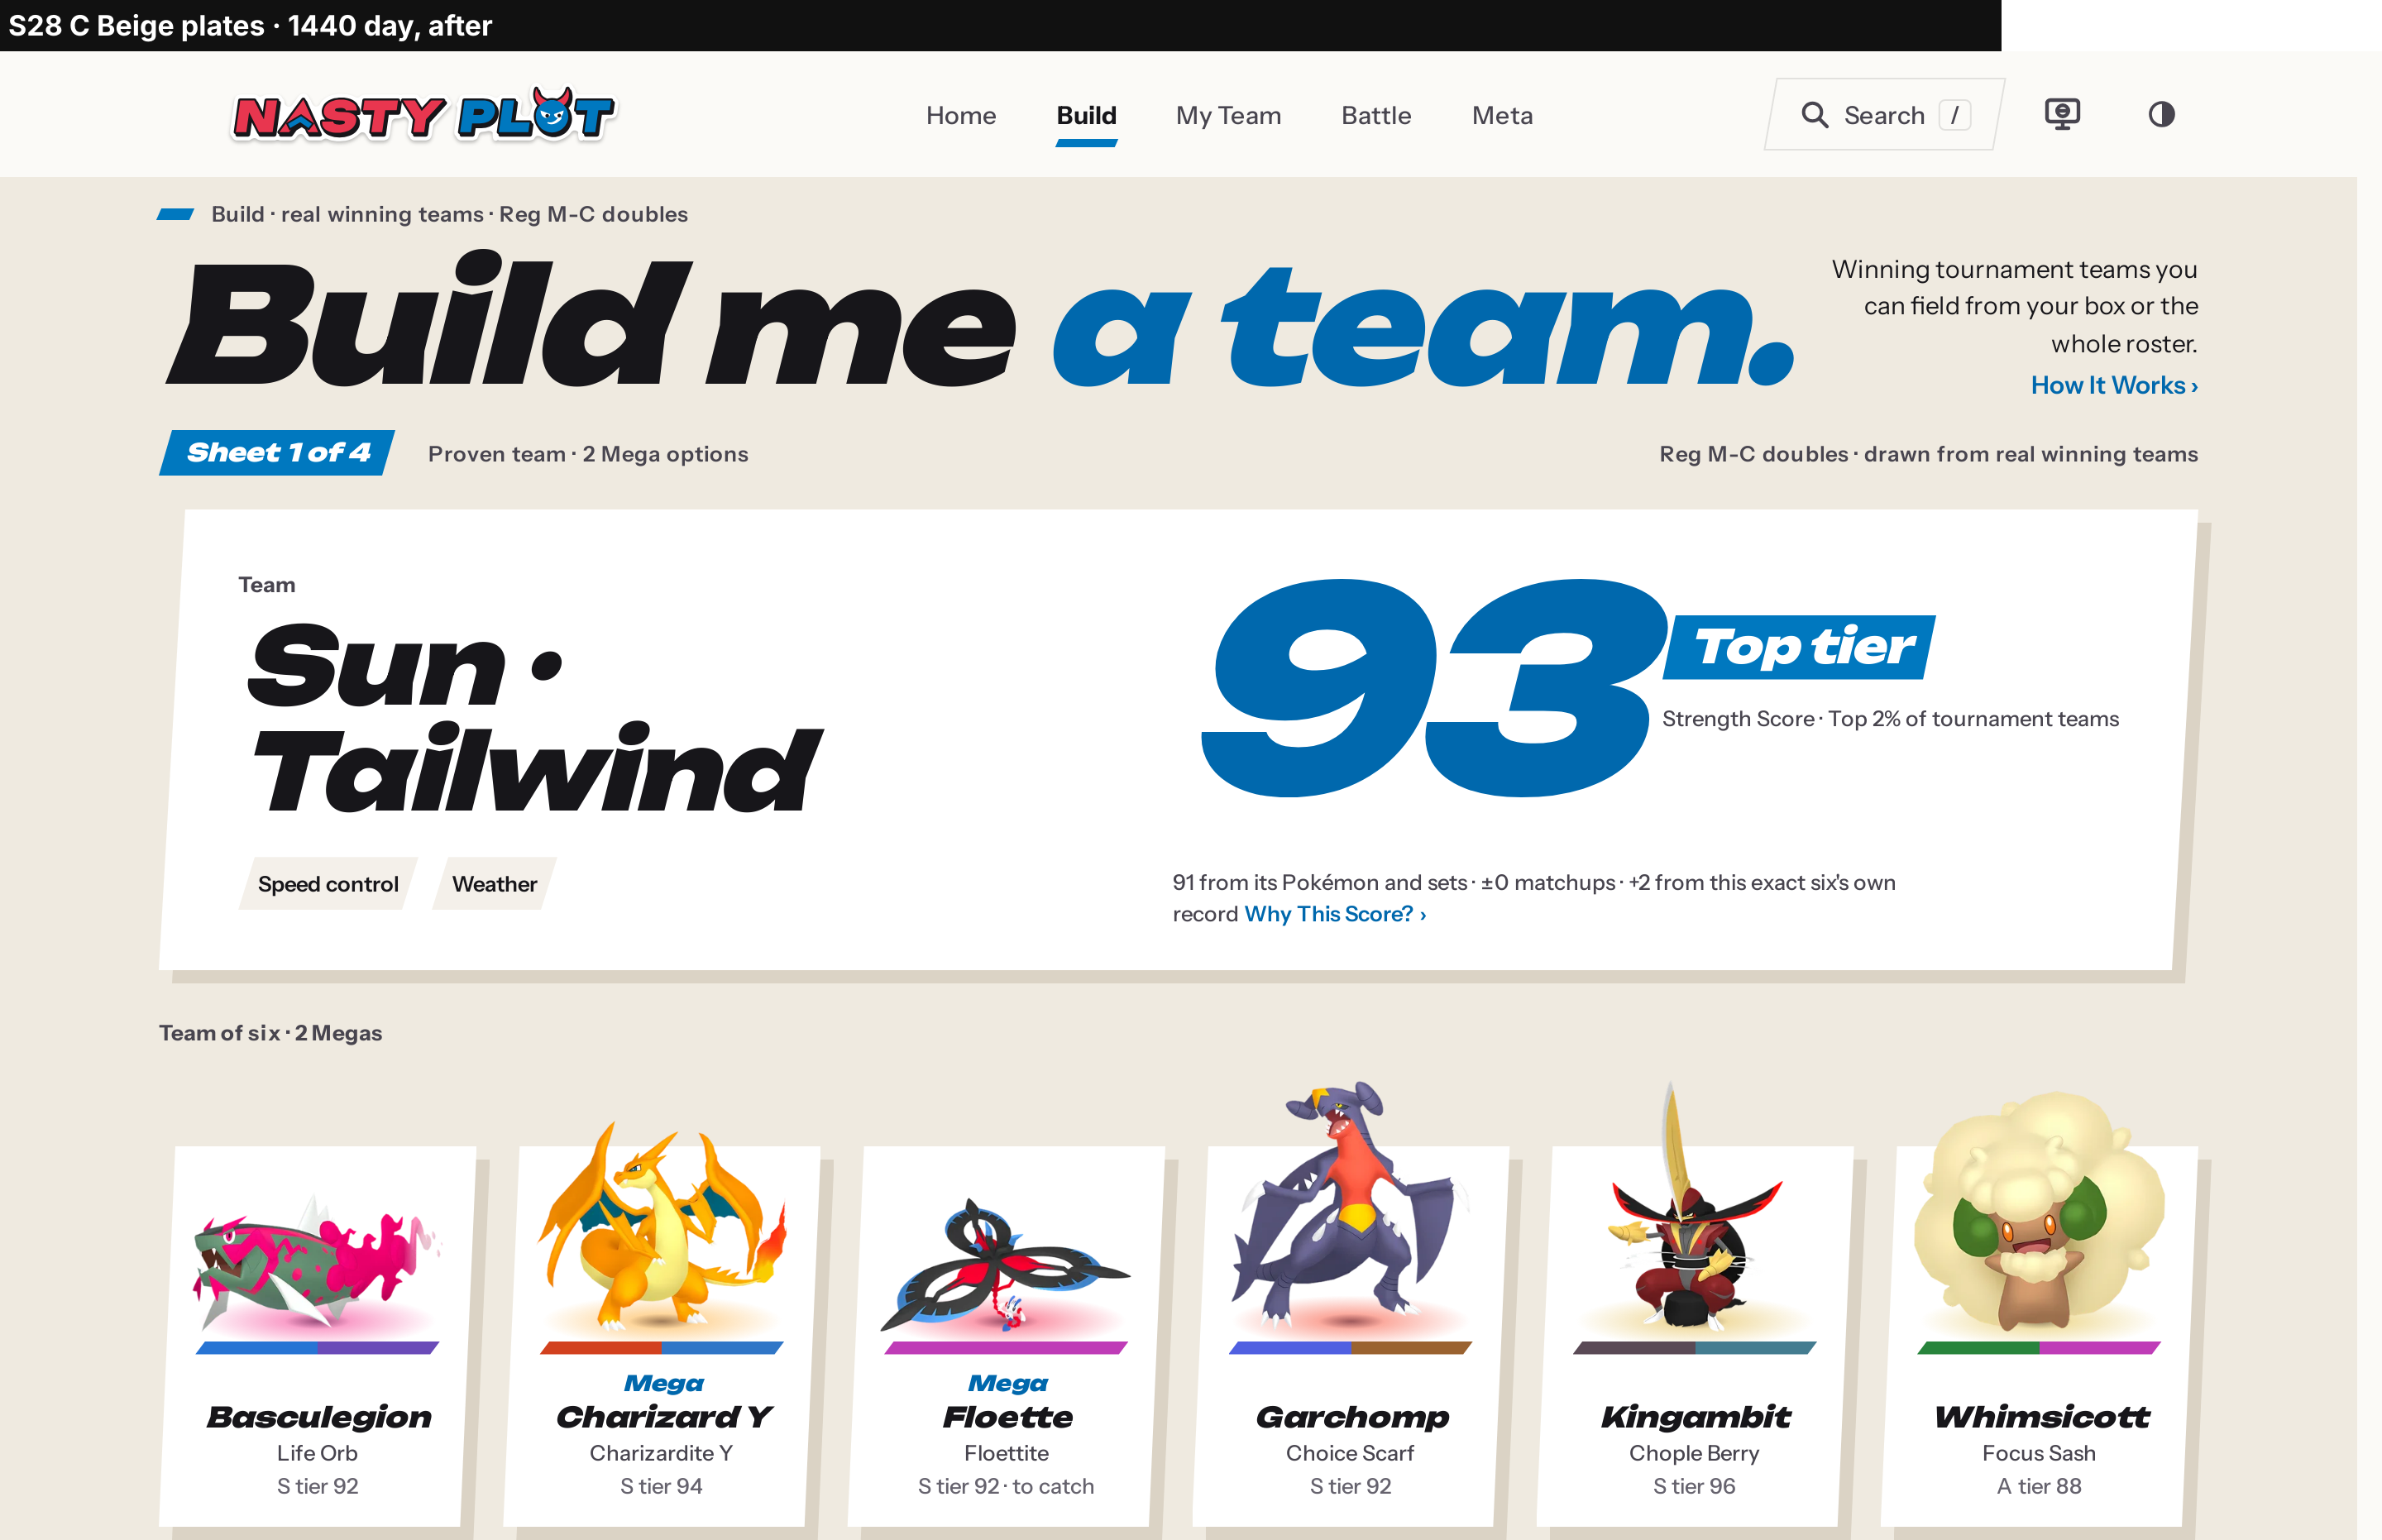 S28 C Beige plates · 1440 day, after
NASTY PLOT
Home
Build
My Team
Battle
Meta
Search /
Build · real winning teams · Reg M-C doubles
Build me a team.
Winning tournament teams you
can field from your box or the
whole roster.
How It Works ›
Sheet 1 of 4
Proven team · 2 Mega options
Reg M-C doubles · drawn from real winning teams
Team
Sun ·
Tailwind
Speed control
Weather
93
Top tier
Strength Score · Top 2% of tournament teams
91 from its Pokémon and sets · ±0 matchups · +2 from this exact six's own
record Why This Score? ›
Team of six · 2 Megas
Basculegion
Life Orb
S tier 92
Mega
Charizard Y
Charizardite Y
S tier 94
Mega
Floette
Floettite
S tier 92 · to catch
Garchomp
Choice Scarf
S tier 92
Kingambit
Chople Berry
S tier 96
Whimsicott
Focus Sash
A tier 88